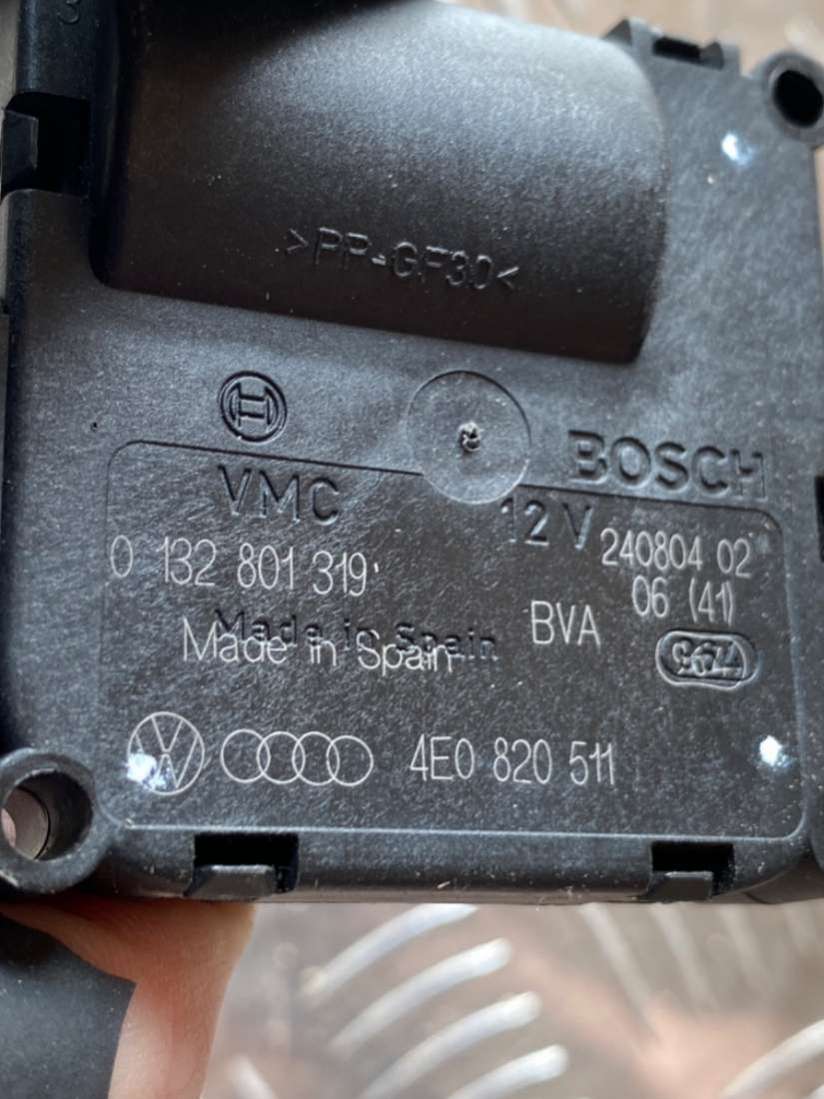 >PP-GF30<
BOSCH
VMC
12 V
240804 02
0 132 801 319
06 (41)
Made in Spain
BVA
Made in Spain
4E0 820 511